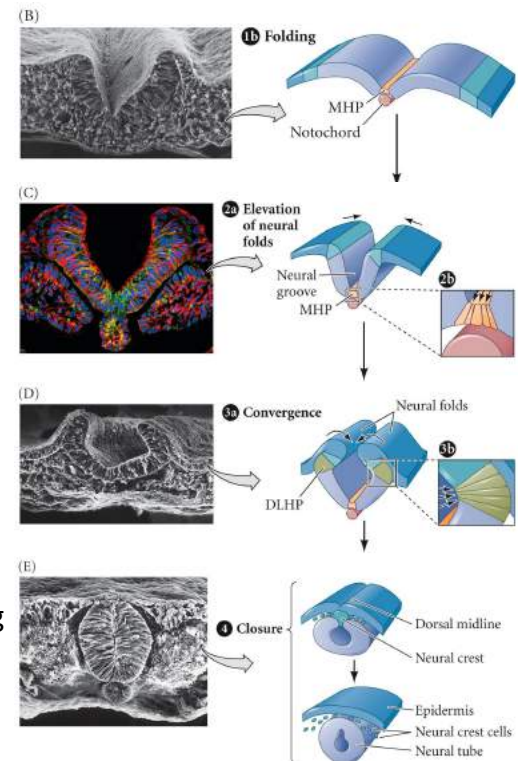 (B)
1b Folding
MHP
Notochord
(C)
2a Elevation
of neural
folds
Neural
groove
MHP
2b
(D)
3a Convergence
Neural folds
3b
DLHP
(E)
g
4 Closure
Dorsal midline
Neural crest
Epidermis
Neural crest cells
Neural tube